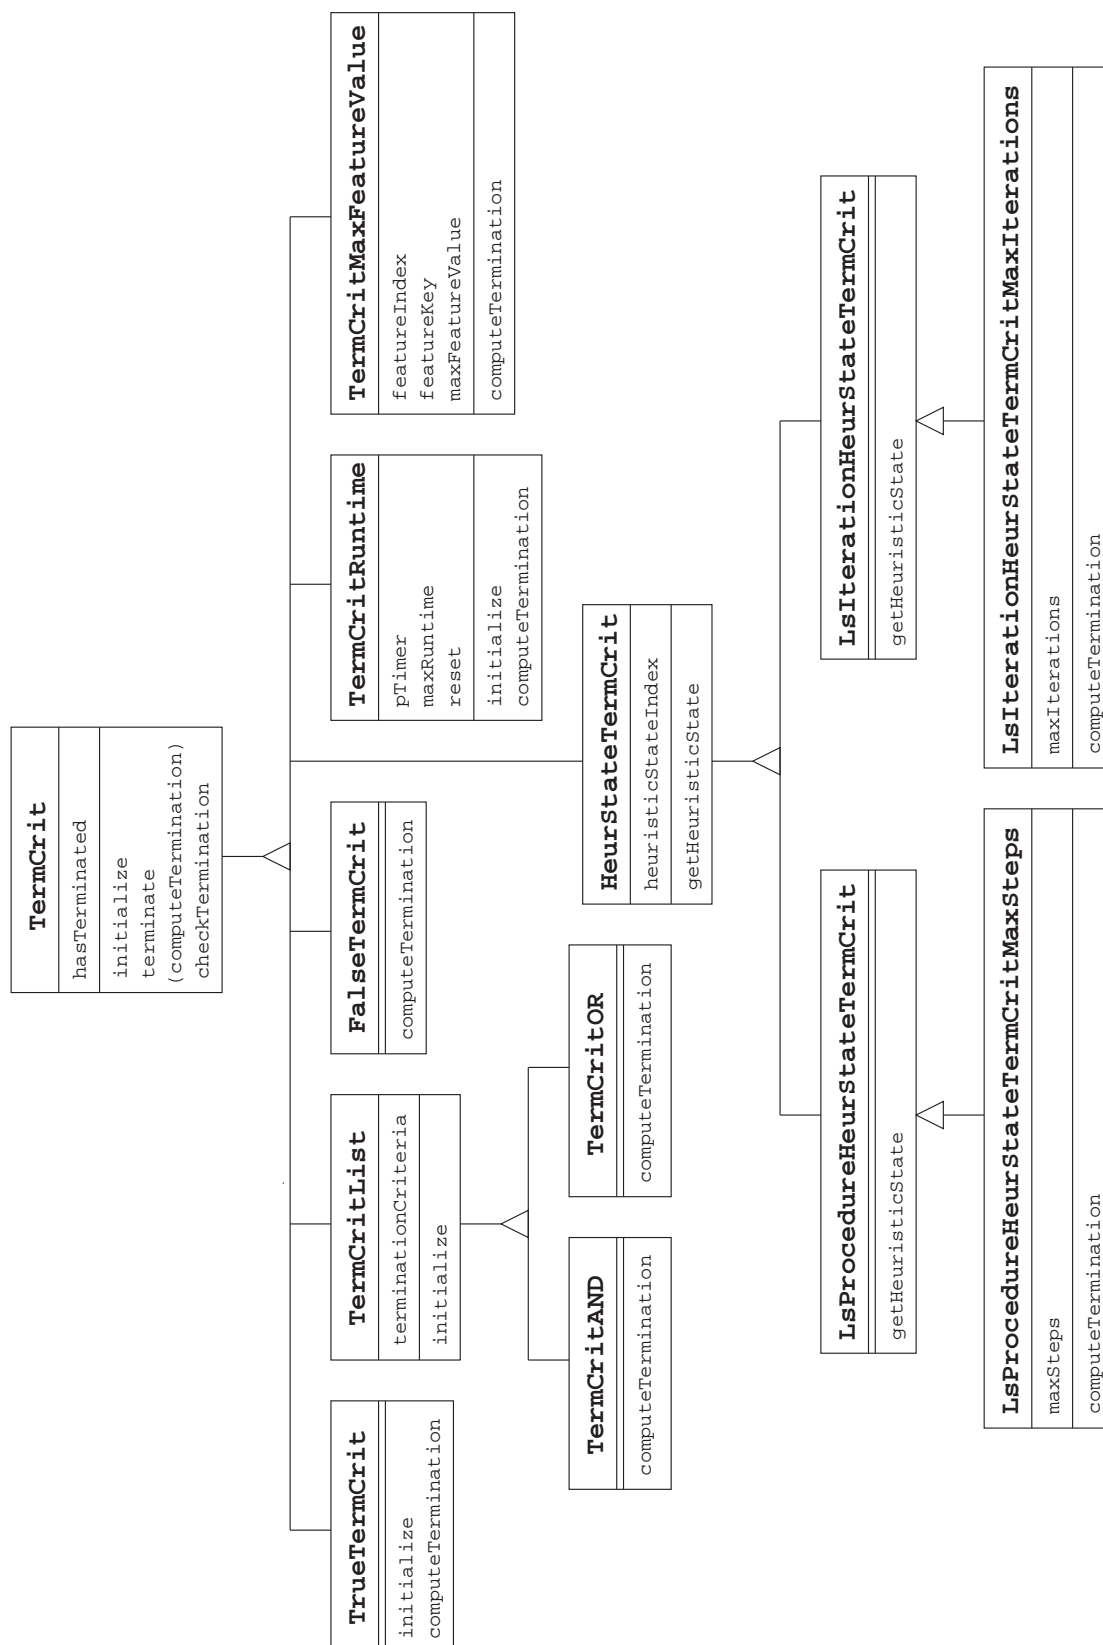 TermCrit
hasTerminated
initialize
terminate
(computeTermination)
checkTermination
TrueTermCrit
initialize
computeTermination
TermCritList
terminationCriteria
initialize
FalseTermCrit
computeTermination
TermCritRuntime
pTimer
maxRuntime
reset
initialize
computeTermination
TermCritMaxFeatureValue
featureIndex
featureKey
maxFeatureValue
computeTermination
TermCritAND
computeTermination
TermCritOR
computeTermination
HeurStateTermCrit
heuristicStateIndex
getHeuristicState
LsProcedureHeurStateTermCrit
getHeuristicState
LsIterationHeurStateTermCrit
getHeuristicState
LsProcedureHeurStateTermCritMaxSteps
maxSteps
computeTermination
LsIterationHeurStateTermCritMaxIterations
maxIterations
computeTermination